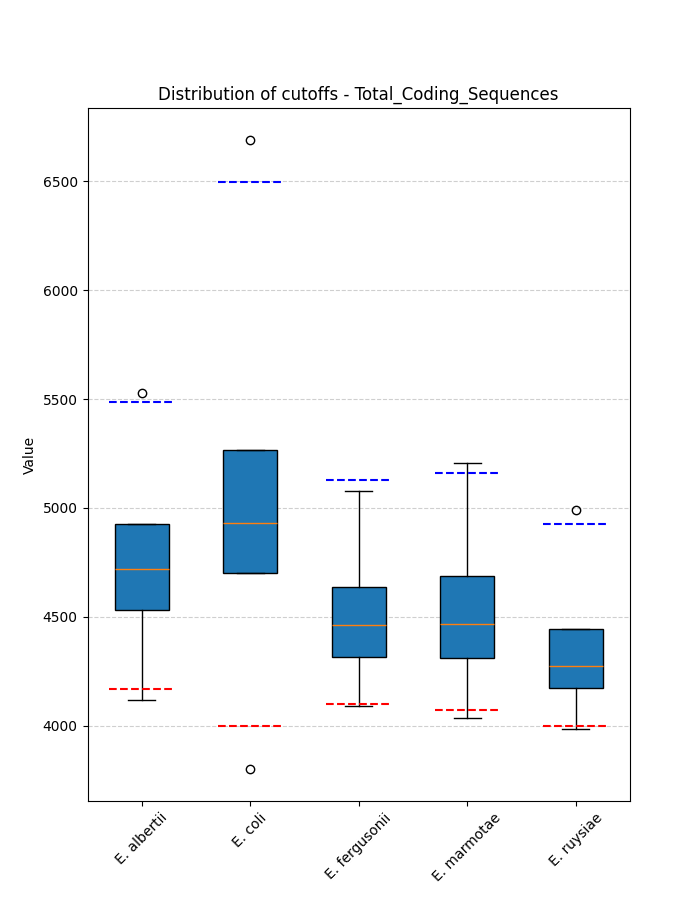 Distribution of cutoffs - Total_Coding_Sequences
Value
6500
6000
5500
5000
4500
4000
E. albertii
E. coli
E. fergusonii
E. marmotae
E. ruysiae